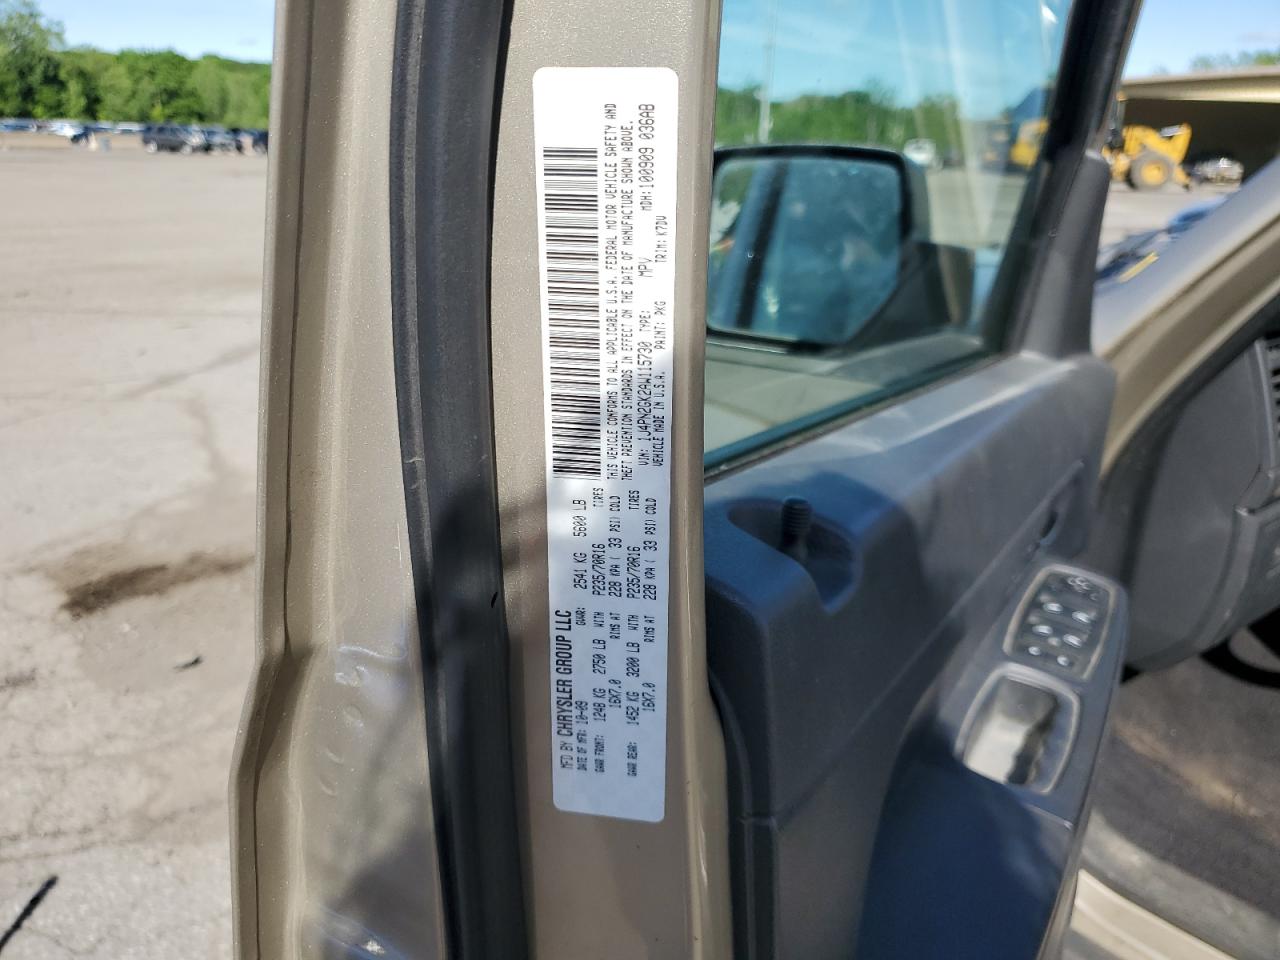 MFD BY CHRYSLER GROUP LLC
DATE OF MFR: 10-09 GVWR: 2541 KG 5600 LB
GAWR FRONT: 1248 KG 2750 LB WITH P235/70R16 TIRES
16X7.0 RIMS AT 228 KPA ( 33 PSI) COLD
GAWR REAR: 1452 KG 3200 LB WITH P235/70R16 TIRES
16X7.0 RIMS AT 228 KPA ( 33 PSI) COLD
THIS VEHICLE CONFORMS TO ALL APPLICABLE U.S.A. FEDERAL MOTOR VEHICLE SAFETY AND
THEFT PREVENTION STANDARDS IN EFFECT ON THE DATE OF MANUFACTURE SHOWN ABOVE.
VIN: 1J4PN2GK2AW115730 TYPE: MPV MDH: 100909 036AB
VEHICLE MADE IN U.S.A. PAINT: PKG TRIM: K7DV